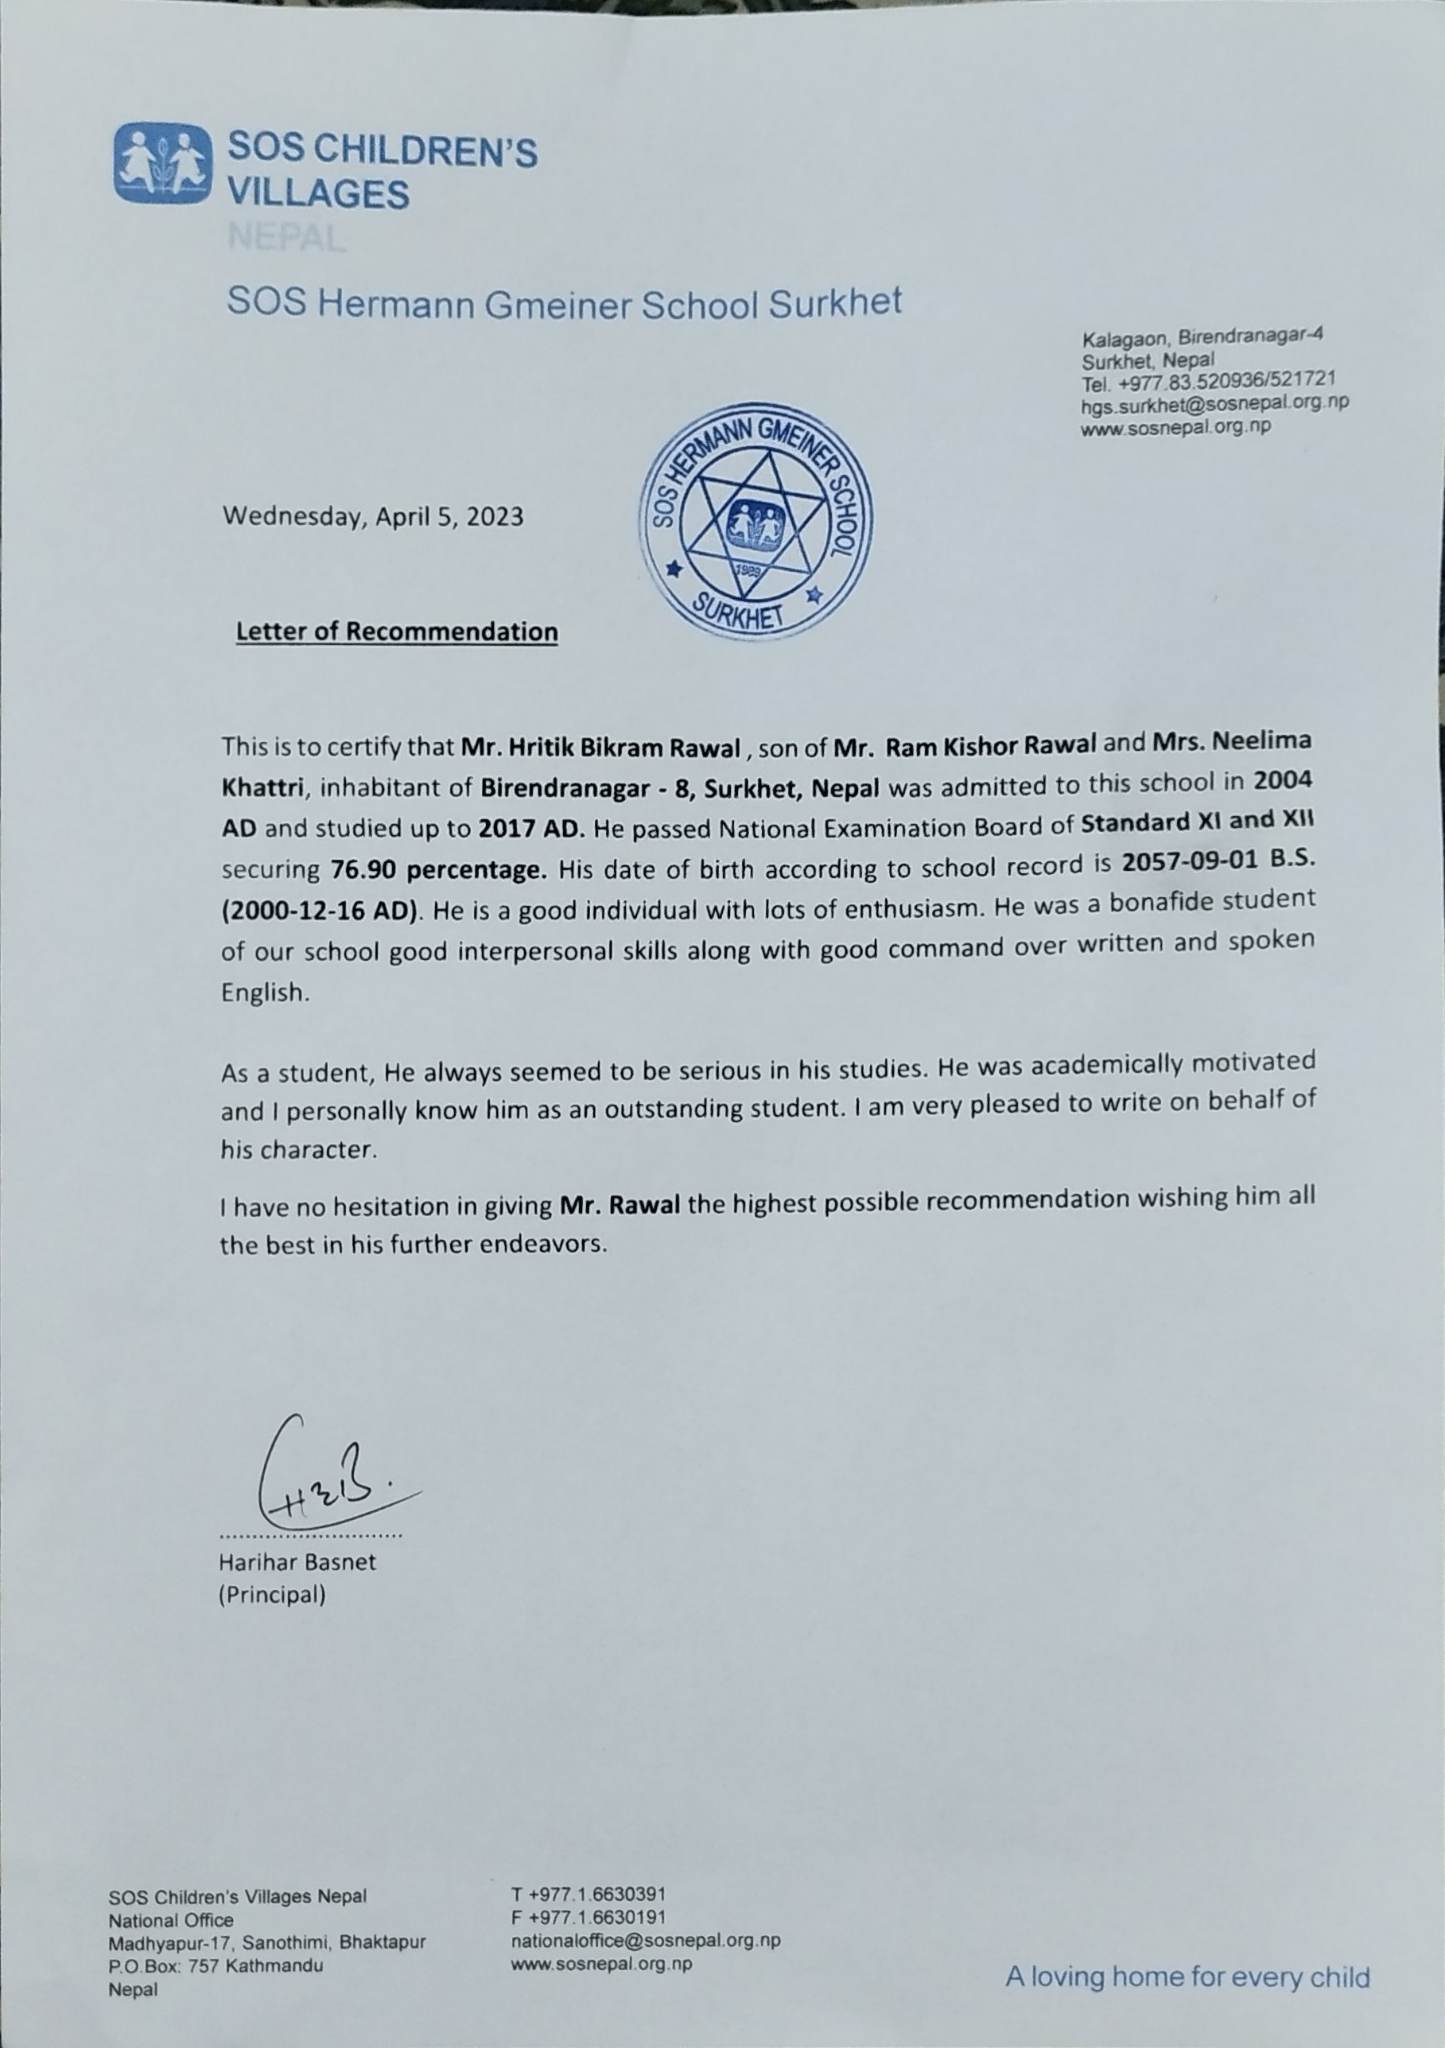 SOS CHILDREN'S
VILLAGES
NEPAL
SOS Hermann Gmeiner School Surkhet
Kalagaon, Birendranagar-4
Surkhet, Nepal
Tel. +977.83.520936/521721
hgs.surkhet@sosnepal.org.np
www.sosnepal.org.np
SOS HERMANN GMEINER SCHOOL
1989
SURKHET
Wednesday, April 5, 2023
Letter of Recommendation
This is to certify that Mr. Hritik Bikram Rawal , son of Mr. Ram Kishor Rawal and Mrs. Neelima
Khattri, inhabitant of Birendranagar - 8, Surkhet, Nepal was admitted to this school in 2004
AD and studied up to 2017 AD. He passed National Examination Board of Standard XI and XII
securing 76.90 percentage. His date of birth according to school record is 2057-09-01 B.S.
(2000-12-16 AD). He is a good individual with lots of enthusiasm. He was a bonafide student
of our school good interpersonal skills along with good command over written and spoken
English.
As a student, He always seemed to be serious in his studies. He was academically motivated
and I personally know him as an outstanding student. I am very pleased to write on behalf of
his character.
I have no hesitation in giving Mr. Rawal the highest possible recommendation wishing him all
the best in his further endeavors.
Harihar Basnet
(Principal)
SOS Children's Villages Nepal
National Office
Madhyapur-17, Sanothimi, Bhaktapur
P.O.Box: 757 Kathmandu
Nepal
T +977.1.6630391
F +977.1.6630191
nationaloffice@sosnepal.org.np
www.sosnepal.org.np
A loving home for every child